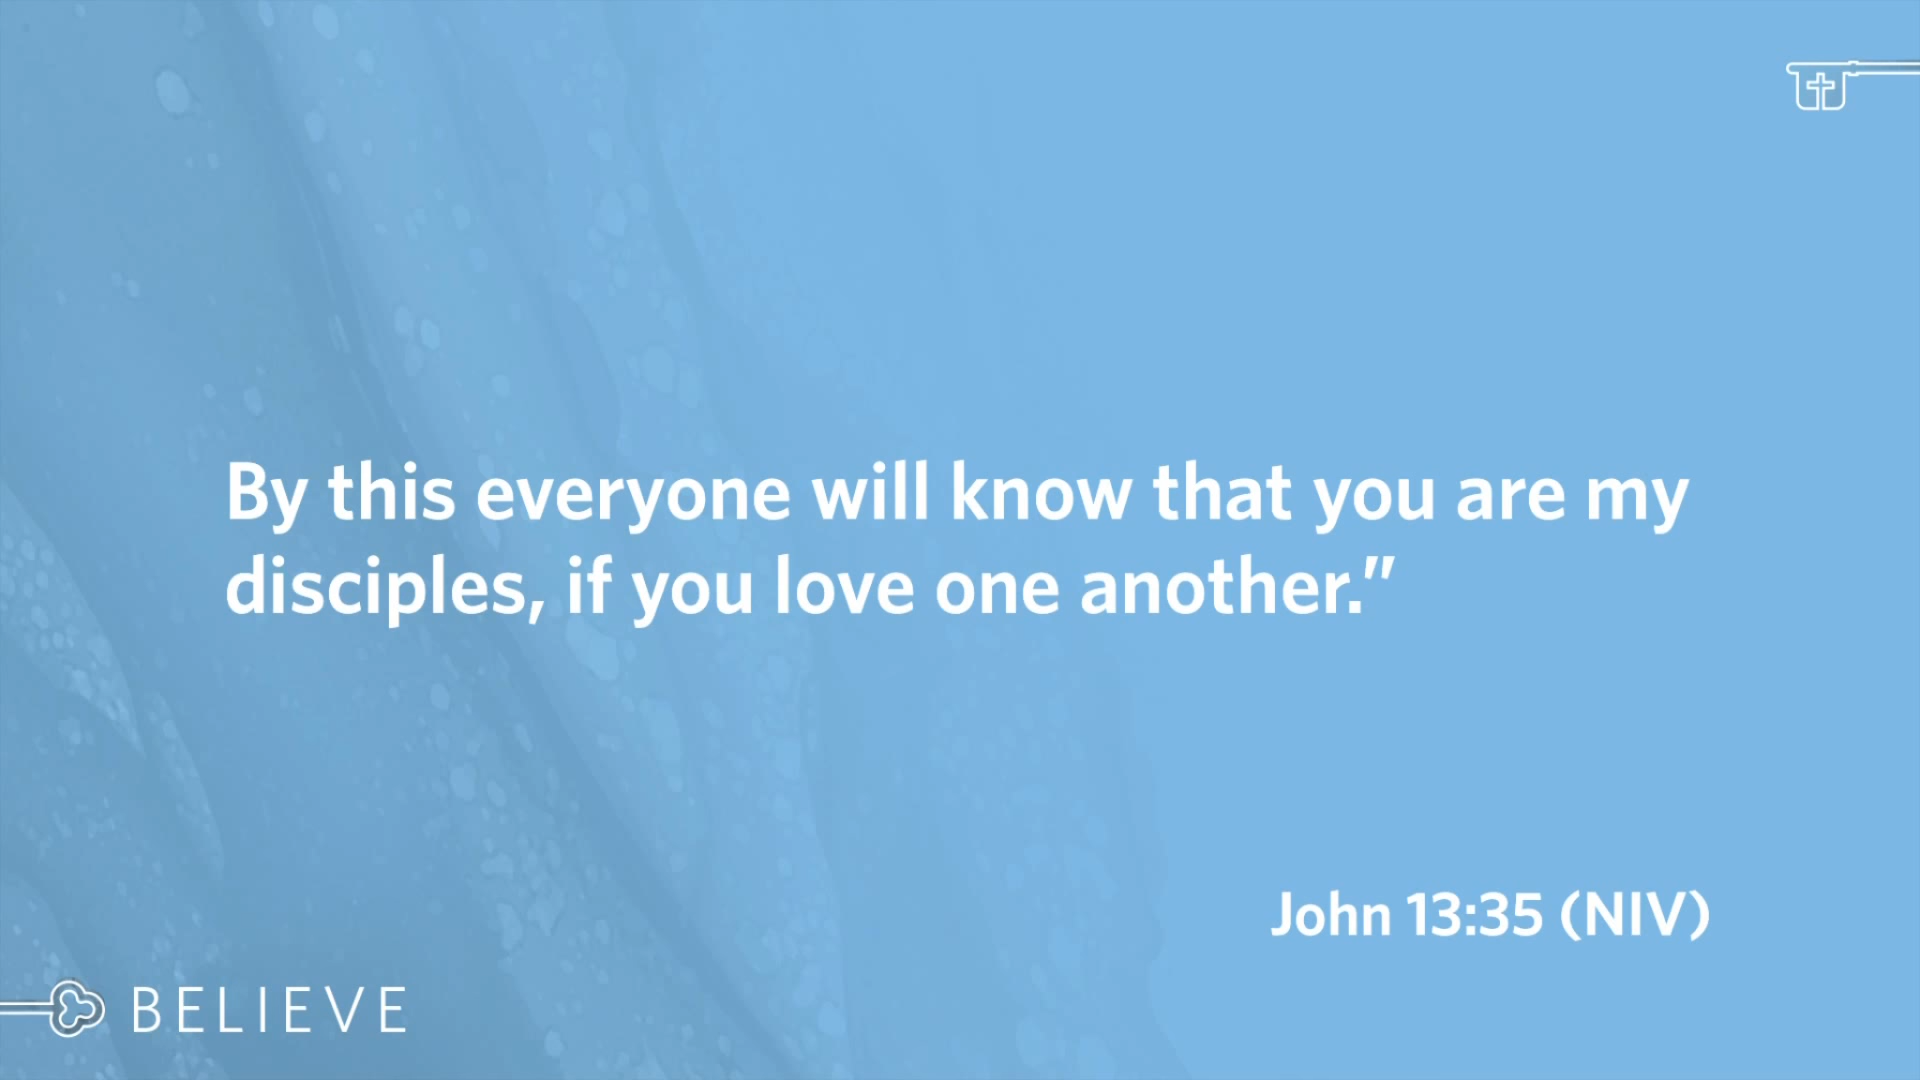 By this everyone will know that you are my
disciples, if you love one another.”
John 13:35 (NIV)
BELIEVE